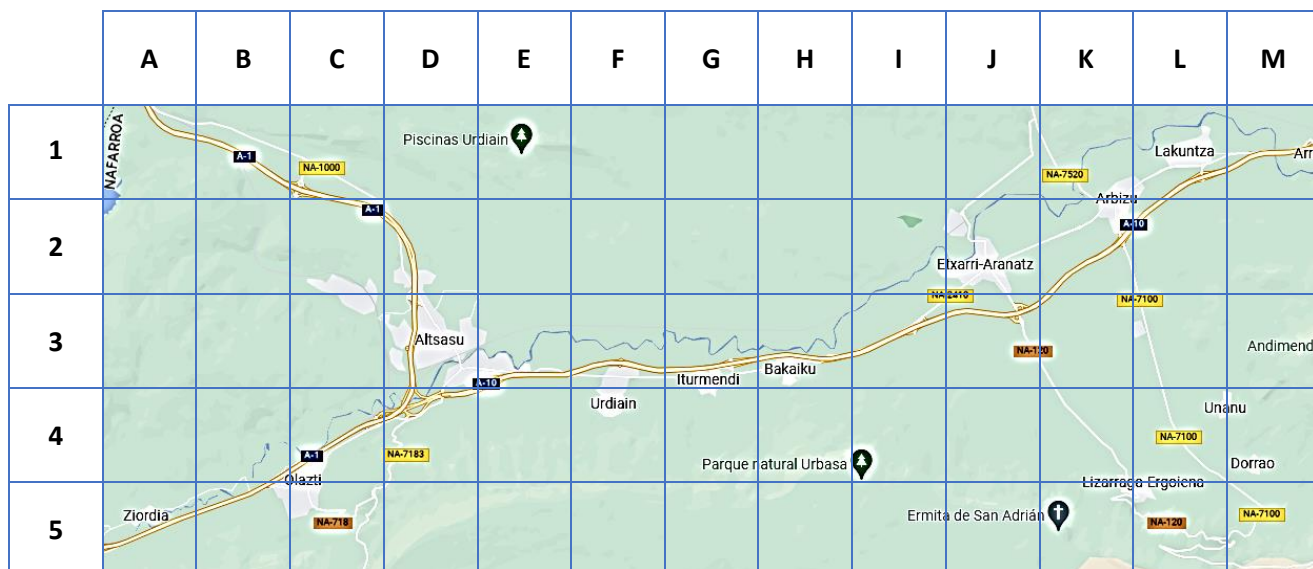 A B C D E F G H I J K L M
1
NAFARROA
A-1
NA-1000
Piscinas Urdiain
NA-7520
Lakuntza
Arr
Arbizu
2
A-1
A-10
Etxarri-Aranatz
NA-2410
NA-7100
3
Altsasu
NA-120
Andimend
Bakaiku
Iturmendi
A-10
4
Urdiain
Unanu
NA-7100
A-1
NA-7183
Parque natural Urbasa
Dorrao
Olazti
Lizarraga Ergoiena
5
Ziordia
NA-718
Ermita de San Adrián
NA-120
NA-7100